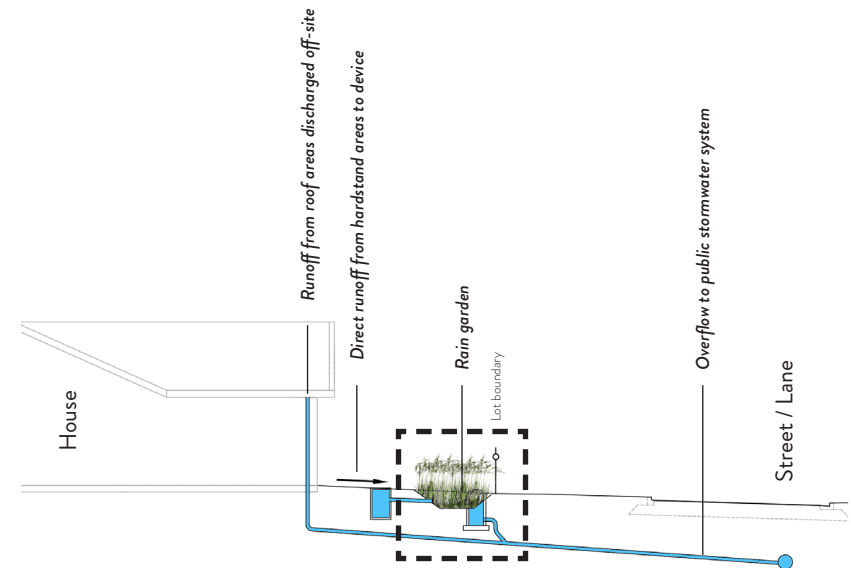 House
Runoff from roof areas discharged off-site
Direct runoff from hardstand areas to device
Rain garden
Lot boundary
Overflow to public stormwater system
Street / Lane